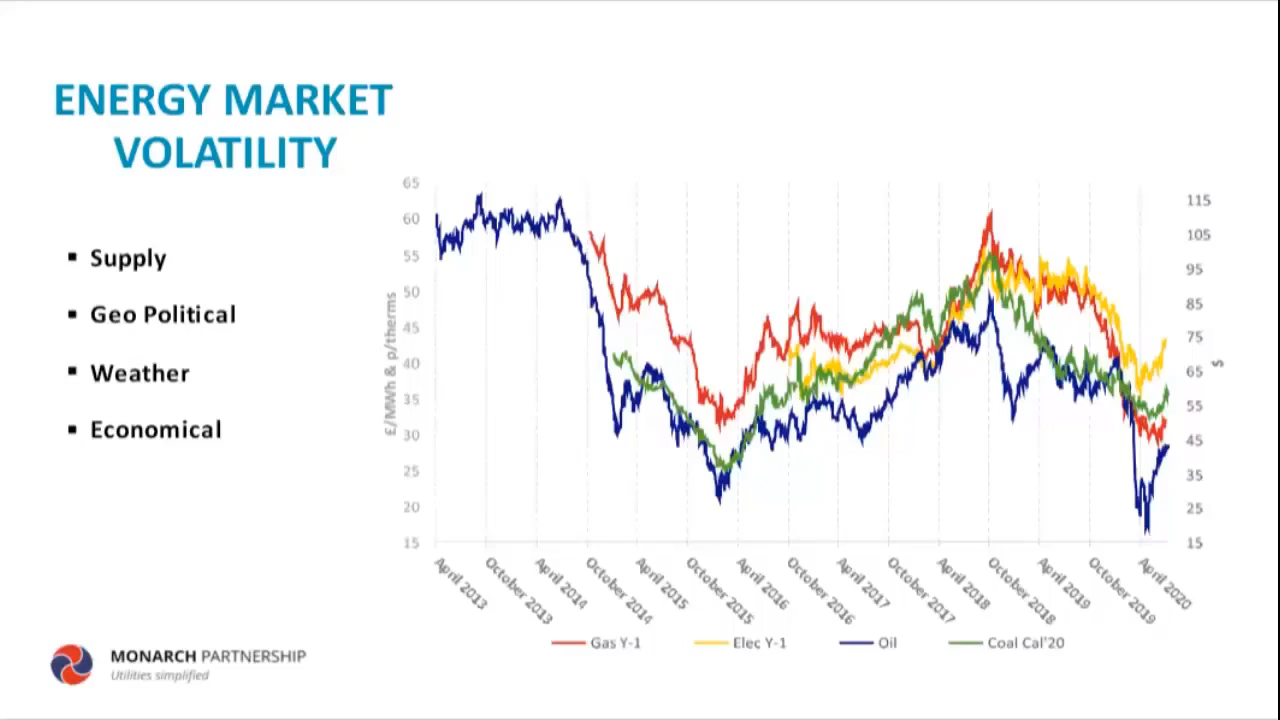 ENERGY MARKET
VOLATILITY
▪ Supply
▪ Geo Political
▪ Weather
▪ Economical
65
60
55
50
45
40
35
30
25
20
15
£/MWh & p/therms
115
105
95
85
75
65
55
45
35
25
15
$
April 2013
October 2013
April 2014
October 2014
April 2015
October 2015
April 2016
October 2016
April 2017
October 2017
April 2018
October 2018
April 2019
October 2019
April 2020
Gas Y-1 Elec Y-1 Oil Coal Cal'20
MONARCH PARTNERSHIP
Utilities simplified